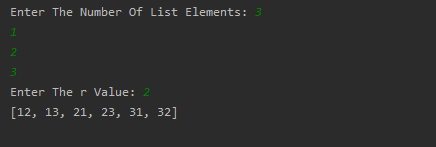 Enter The Number Of List Elements: 3
1
2
3
Enter The r Value: 2
[12, 13, 21, 23, 31, 32]